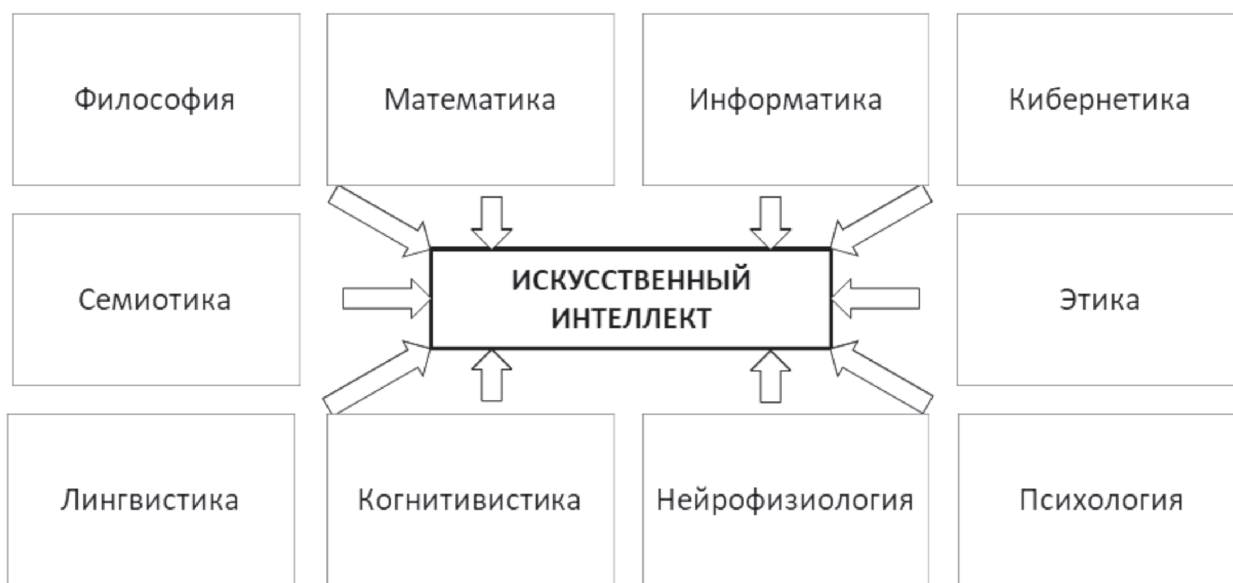 Философия
Математика
Информатика
Кибернетика
Семиотика
ИСКУССТВЕННЫЙ
ИНТЕЛЛЕКТ
Этика
Лингвистика
Когнитивистика
Нейрофизиология
Психология